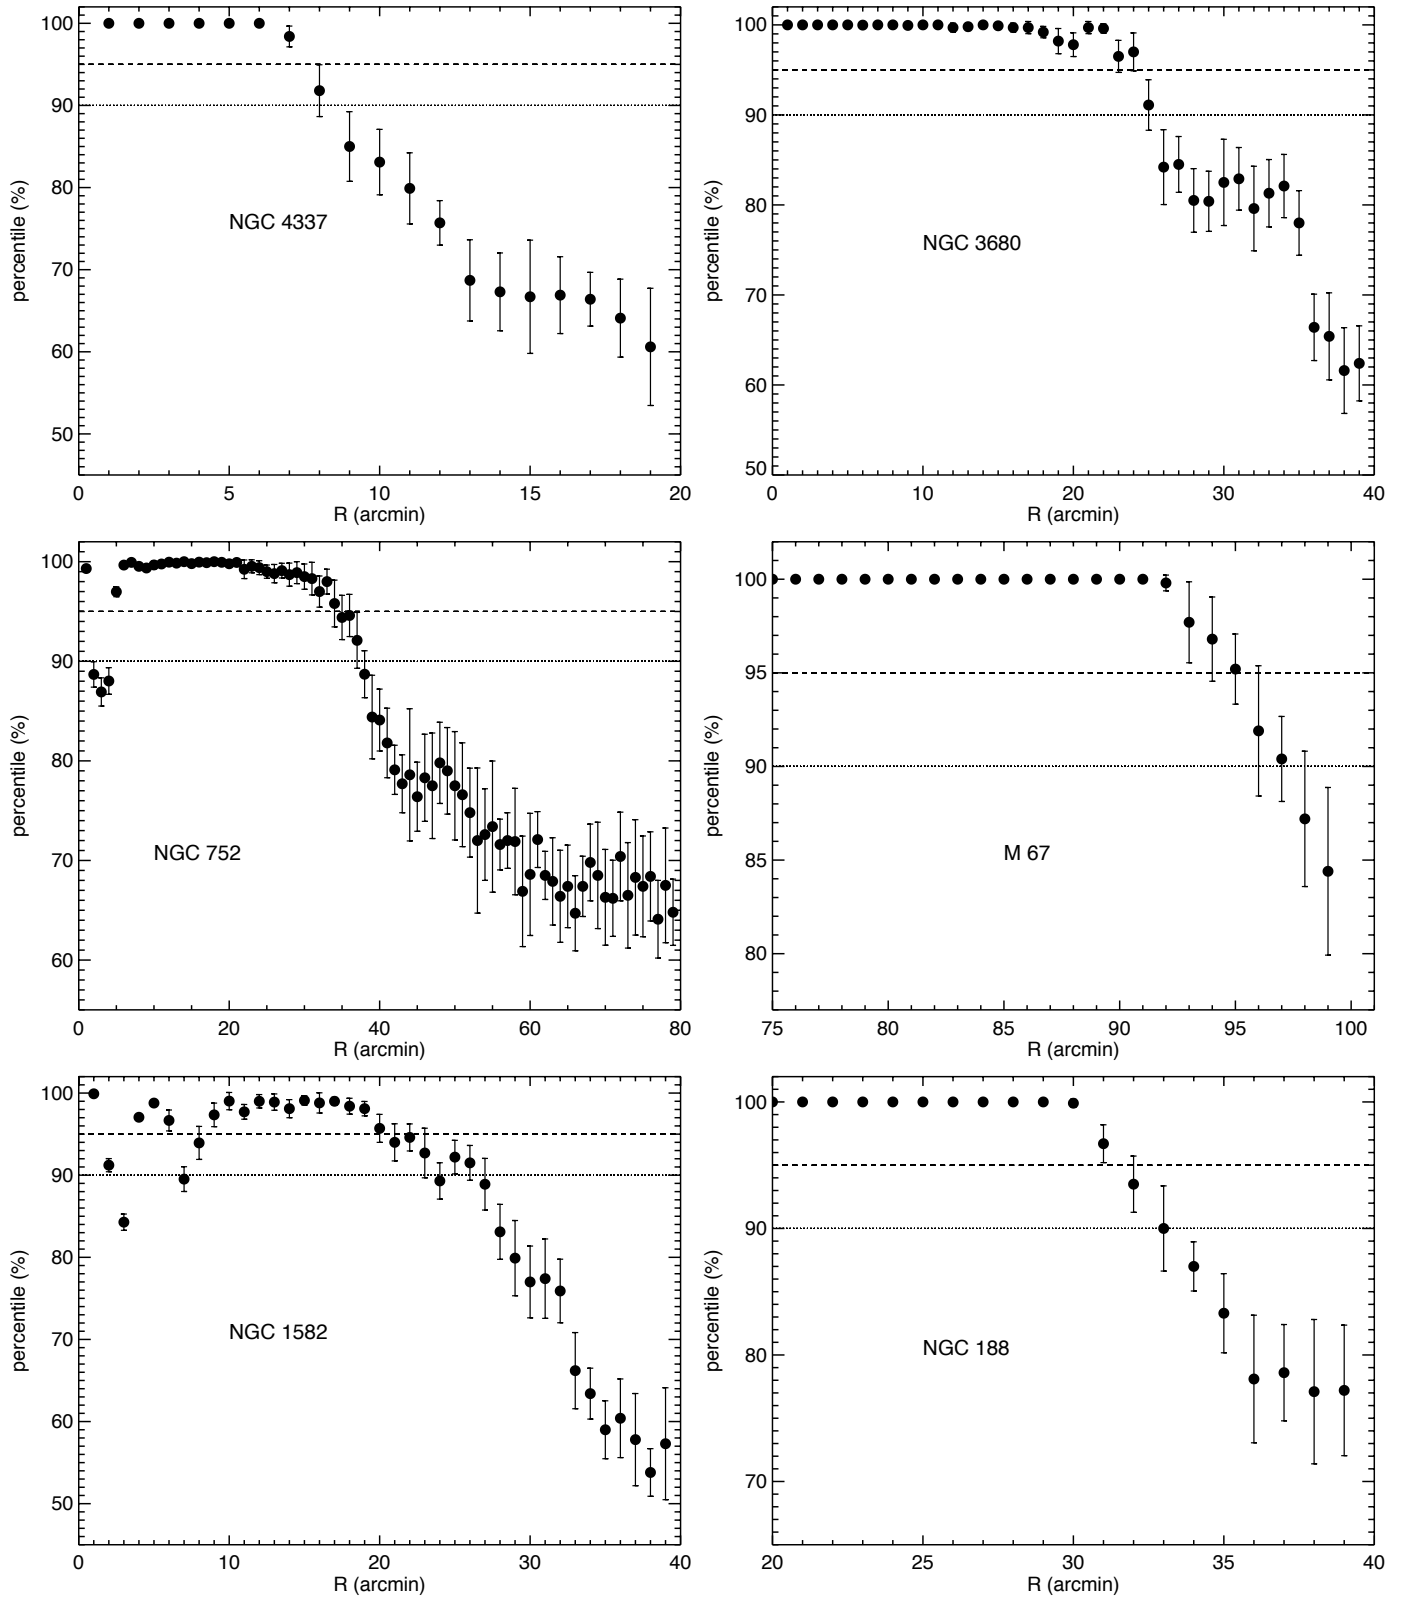 100
90
80
70
60
50
percentile (%)
NGC 4337
0 5 10 15 20
R (arcmin)
100
90
80
70
60
50
percentile (%)
NGC 3680
0 10 20 30 40
R (arcmin)
100
90
80
70
60
percentile (%)
NGC 752
0 20 40 60 80
R (arcmin)
100
95
90
85
80
percentile (%)
M 67
75 80 85 90 95 100
R (arcmin)
100
90
80
70
60
50
percentile (%)
NGC 1582
0 10 20 30 40
R (arcmin)
100
90
80
70
percentile (%)
NGC 188
20 25 30 35 40
R (arcmin)